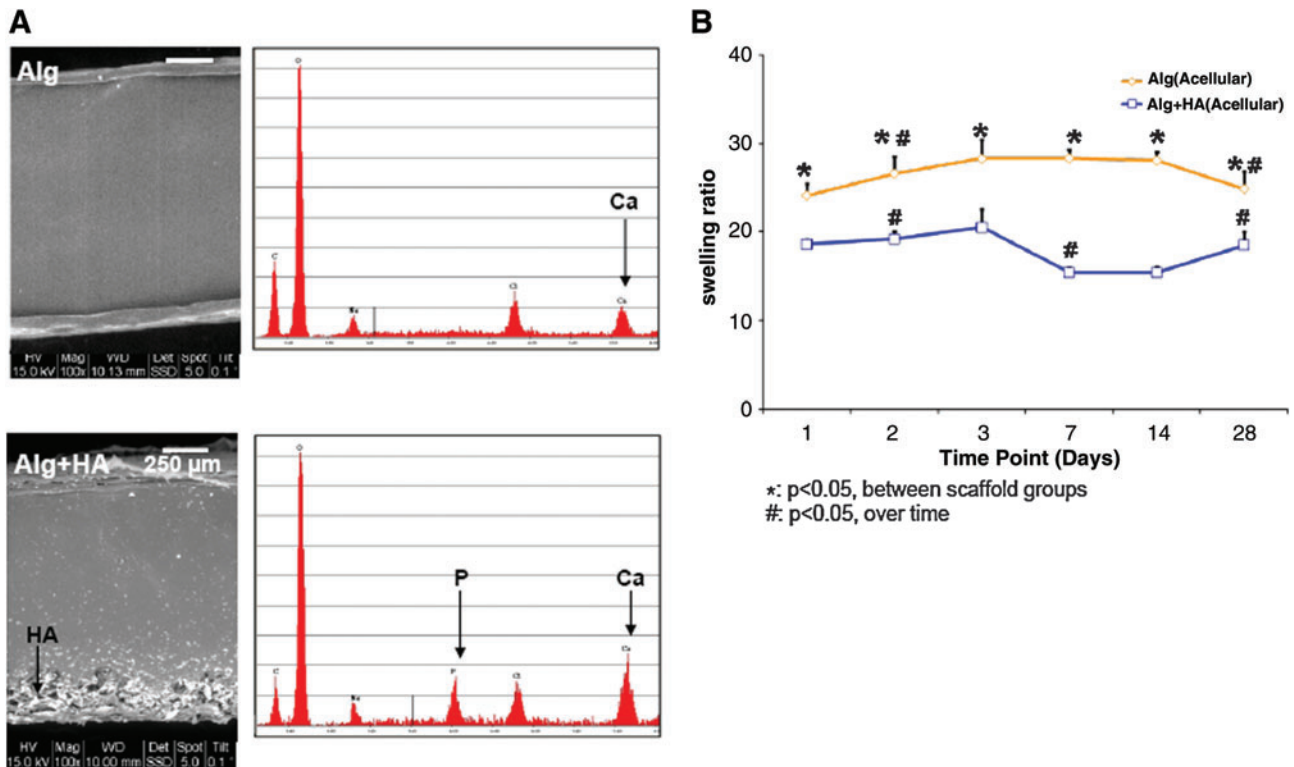 A
B
Alg
O
C
Ca
Ca
HV Mag WD Det Spot Tilt
15.0 kV 100x 10.13 mm SSD 5.0 0.1°
Alg+HA
250 µm
HA
O
C
P
P
Ca
Ca
HV Mag WD Det Spot Tilt
15.0 kV 100x 10.00 mm SSD 5.0 0.1°
40
30
20
10
0
swelling ratio
Alg(Acellular)
Alg+HA(Acellular)
*
*#
*
*
*
*#
#
#
#
1 2 3 7 14 28
Time Point (Days)
*: p<0.05, between scaffold groups
#: p<0.05, over time